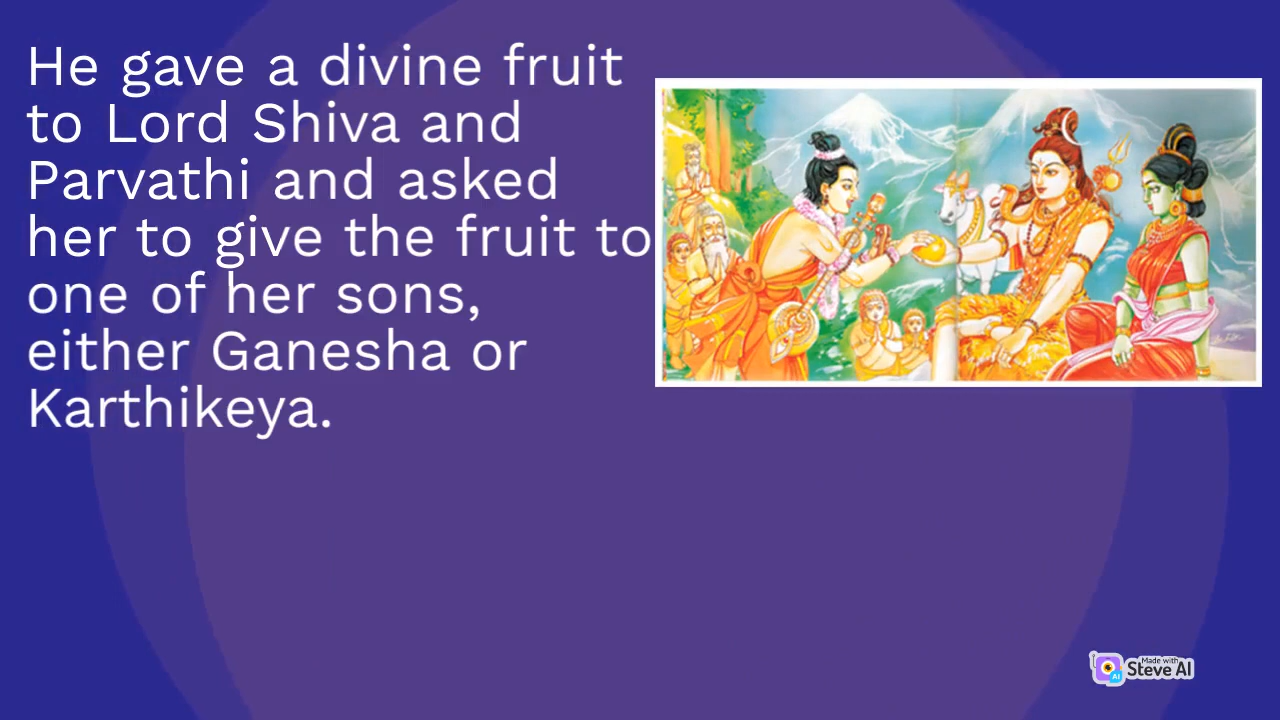 He gave a divine fruit
to Lord Shiva and
Parvathi and asked
her to give the fruit to
one of her sons,
either Ganesha or
Karthikeya.
Made with
Steve AI
AI